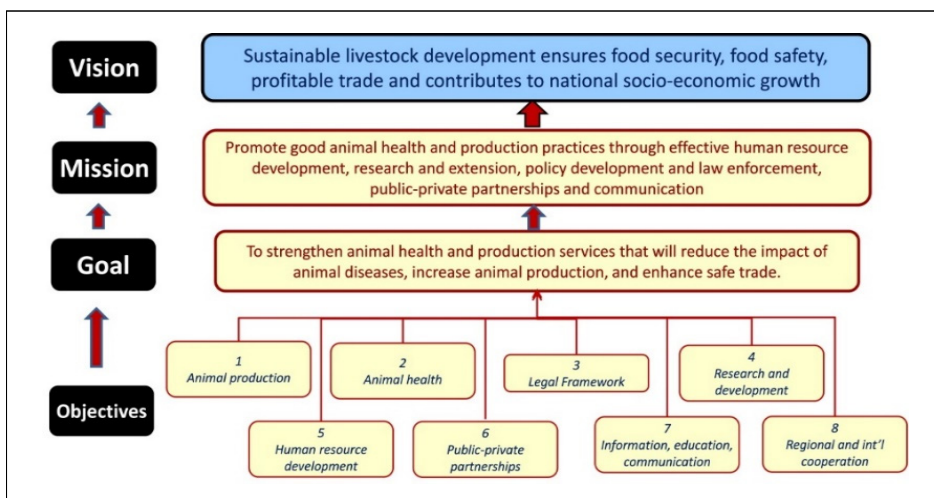 Vision
Sustainable livestock development ensures food security, food safety,
profitable trade and contributes to national socio-economic growth
Mission
Promote good animal health and production practices through effective human resource
development, research and extension, policy development and law enforcement,
public-private partnerships and communication
Goal
To strengthen animal health and production services that will reduce the impact of
animal diseases, increase animal production, and enhance safe trade.
Objectives
1
Animal production
2
Animal health
3
Legal Framework
4
Research and
development
5
Human resource
development
6
Public-private
partnerships
7
Information, education,
communication
8
Regional and int'l
cooperation